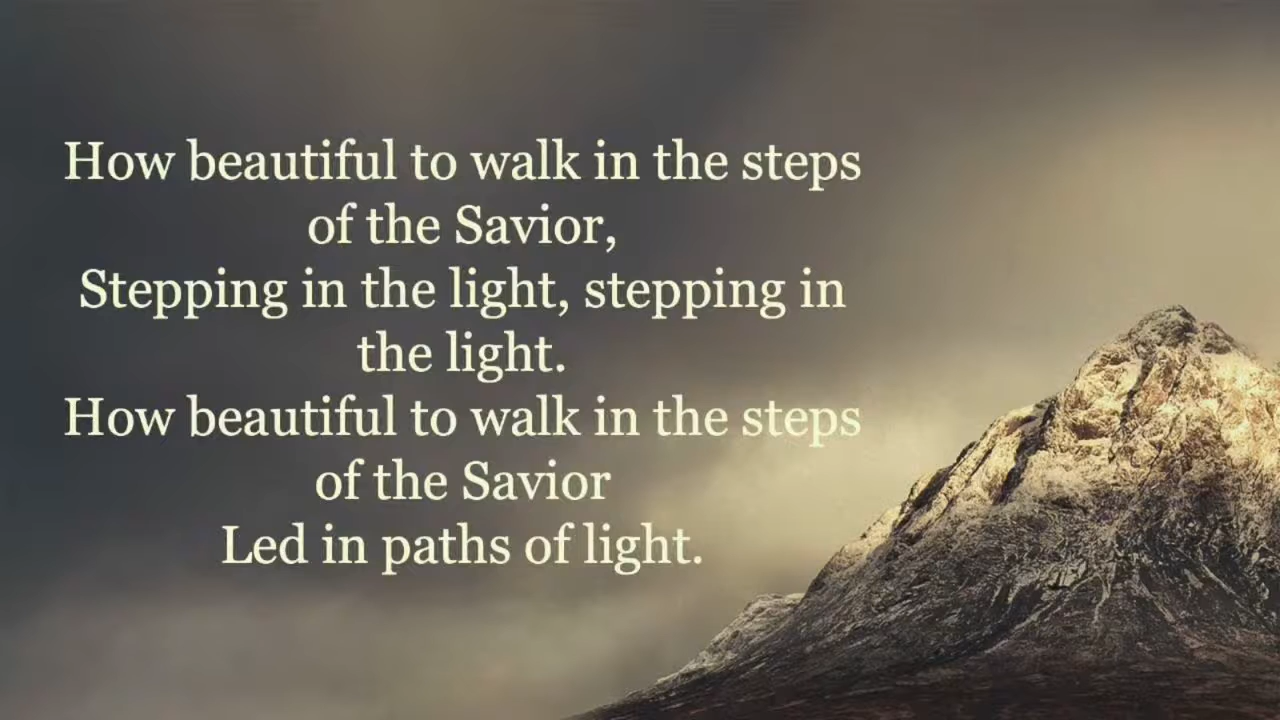 How beautiful to walk in the steps
of the Savior,
Stepping in the light, stepping in
the light.
How beautiful to walk in the steps
of the Savior
Led in paths of light.